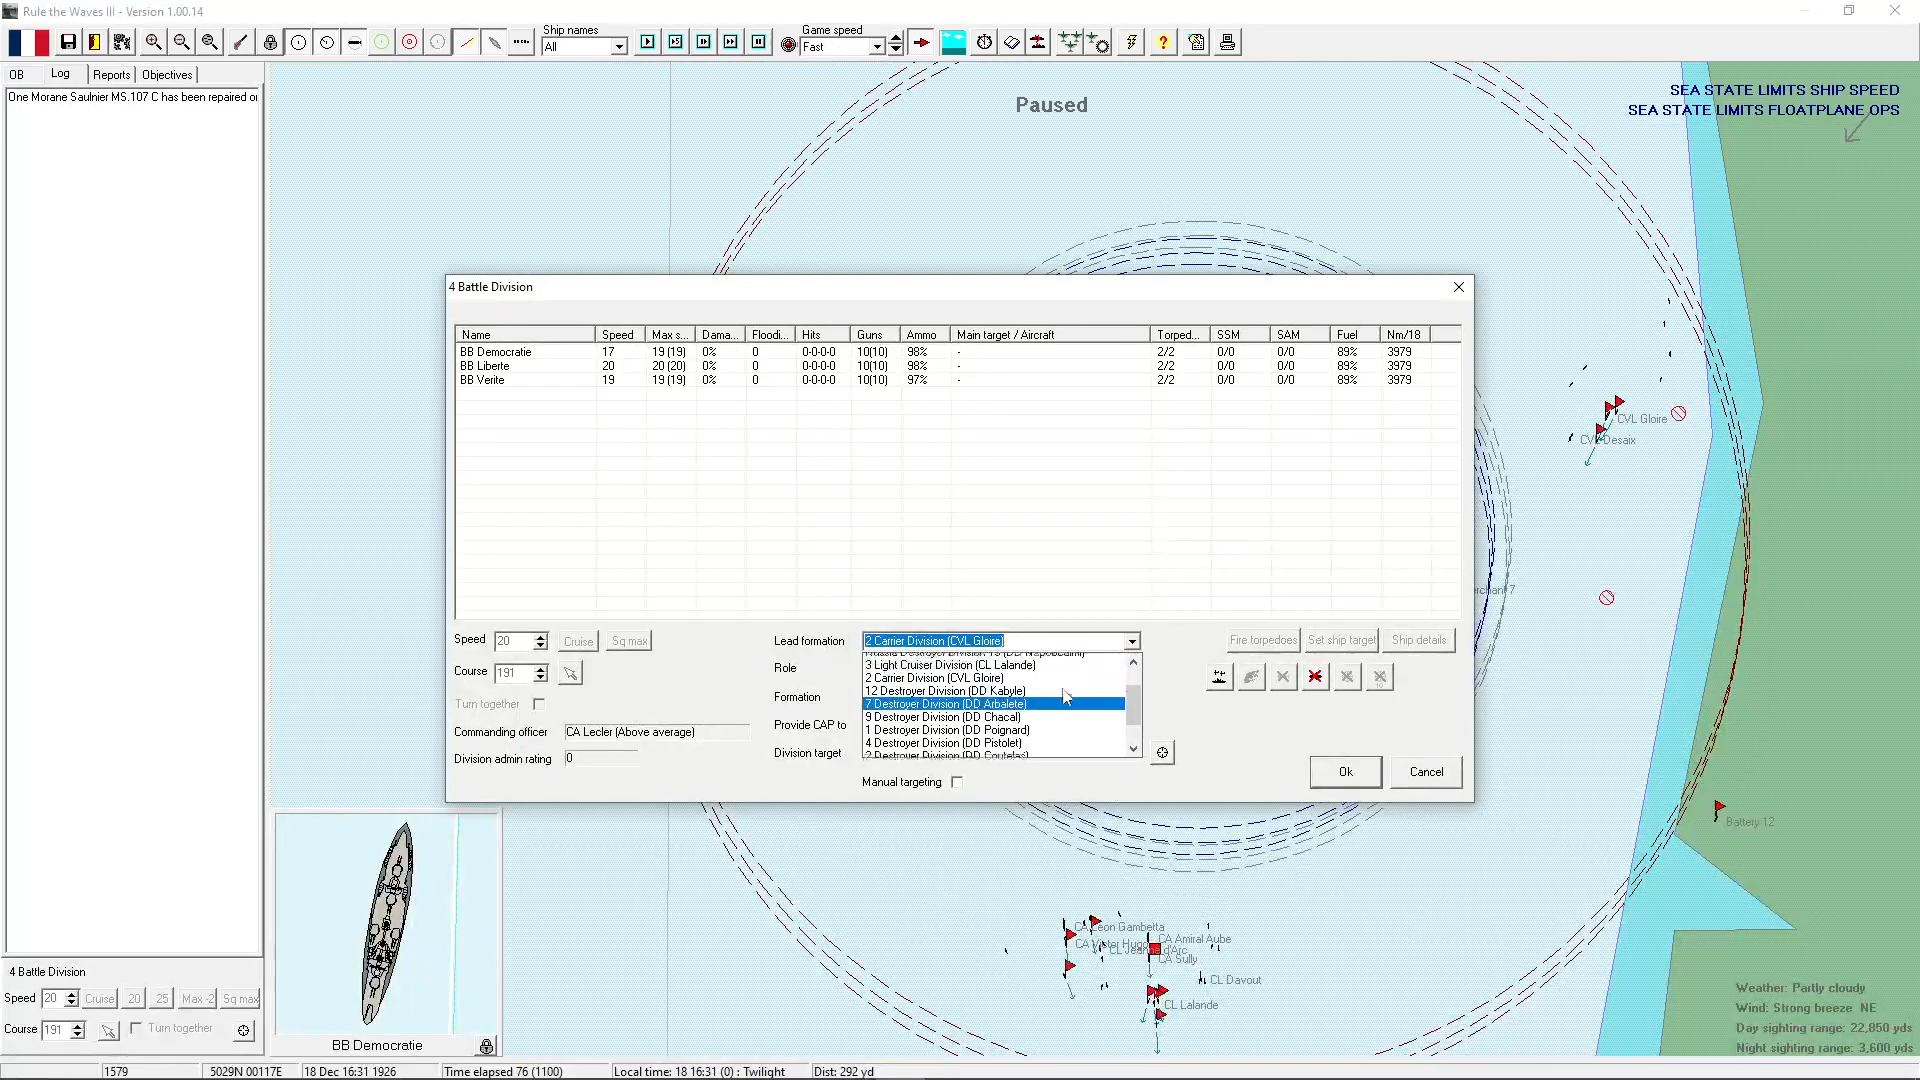 Rule the Waves III - Version 1.00.14
Ship names
All
Game speed
Fast
OB
Log
Reports
Objectives
One Morane Saulnier MS.107 C has been repaired or
Paused
SEA STATE LIMITS SHIP SPEED
SEA STATE LIMITS FLOATPLANE OPS
4 Battle Division
Name Speed Max s... Dama... Floodi... Hits Guns Ammo Main target / Aircraft Torped... SSM SAM Fuel Nm/18
BB Democratie 17 19 (19) 0% 0 0-0-0-0 10(10) 98% - 2/2 0/0 0/0 89% 3979
BB Liberte 20 20 (20) 0% 0 0-0-0-0 10(10) 98% - 2/2 0/0 0/0 89% 3979
BB Verite 19 19 (19) 0% 0 0-0-0-0 10(10) 97% - 2/2 0/0 0/0 89% 3979
Speed 20 Cruise Sq max
Course 191
Turn together
Commanding officer CA Lecler (Above average)
Division admin rating 0
Lead formation 2 Carrier Division (CVL Gloire)
Role
Formation
Provide CAP to
Division target
Manual targeting
3 Light Cruiser Division (CL Lalande)
2 Carrier Division (CVL Gloire)
12 Destroyer Division (DD Kabyle)
7 Destroyer Division (DD Arbalete)
9 Destroyer Division (DD Chacal)
1 Destroyer Division (DD Poignard)
4 Destroyer Division (DD Pistolet)
2 Destroyer Division (DD Coutelas)
Fire torpedoes Set ship target Ship details
Ok Cancel
CVL Gloire
CVL Desaix
Battery 12
CA Leon Gambetta
CA Victor Hugo
CL Jeanne d'Arc
CA Amiral Aube
CA Sully
CL Davout
CL Lalande
BB Democratie
4 Battle Division
Speed 20 Cruise 20 25 Max -2 Sq max
Course 191 Turn together
Weather: Partly cloudy
Wind: Strong breeze NE
Day sighting range: 22,850 yds
Night sighting range: 3,600 yds
1579 5029N 00117E 18 Dec 16:31 1926 Time elapsed 76 (1100) Local time: 18 16:31 (0) : Twilight Dist: 292 yd